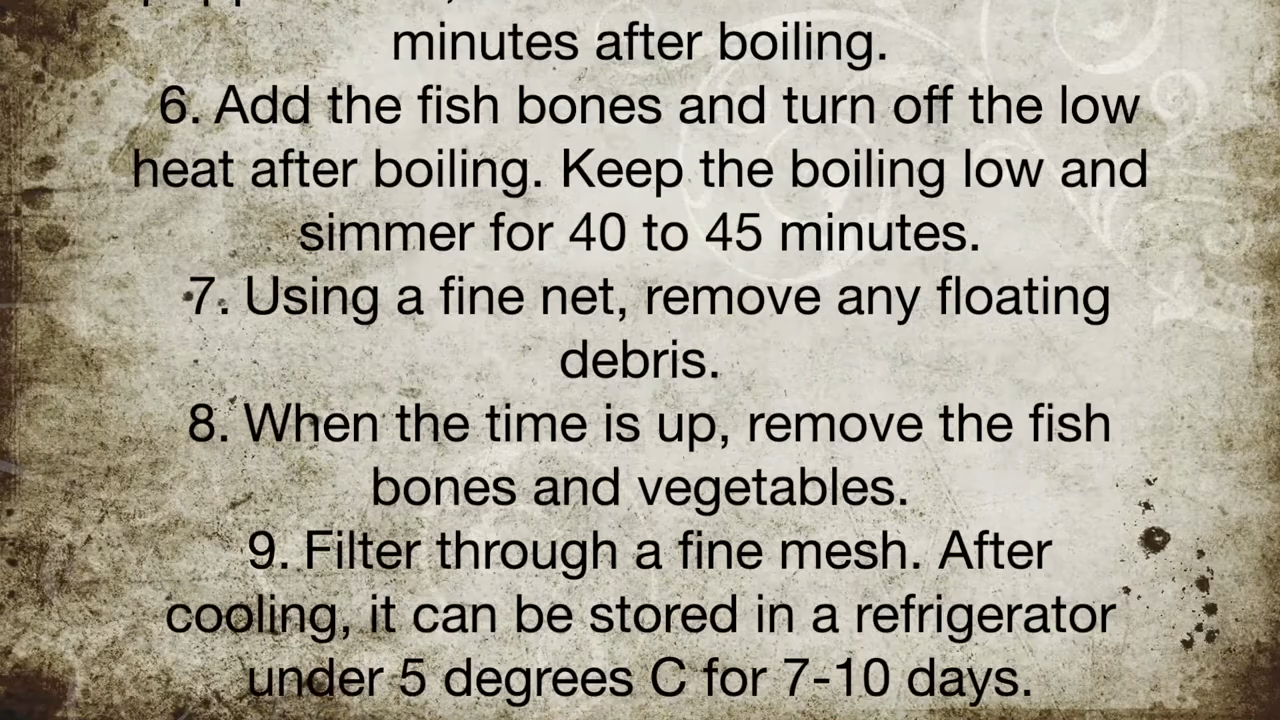 minutes after boiling.
6. Add the fish bones and turn off the low
heat after boiling. Keep the boiling low and
simmer for 40 to 45 minutes.
7. Using a fine net, remove any floating
debris.
8. When the time is up, remove the fish
bones and vegetables.
9. Filter through a fine mesh. After
cooling, it can be stored in a refrigerator
under 5 degrees C for 7-10 days.